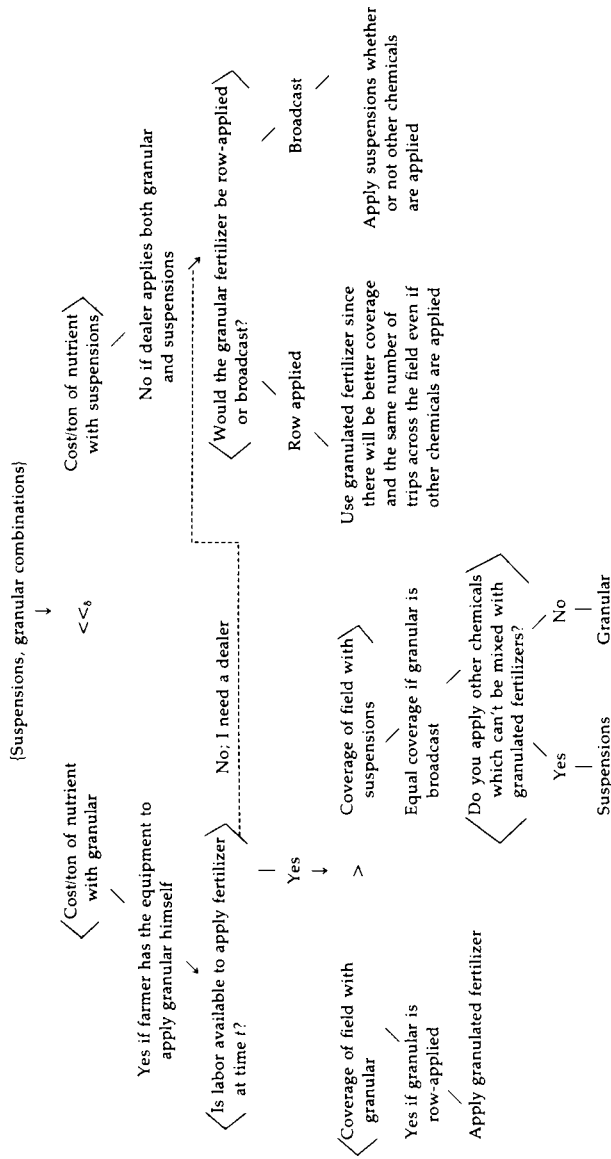 {Suspensions, granular combinations}
Cost/ton of nutrient
with granular
<<δ
Cost/ton of nutrient
with suspensions
Yes if farmer has the equipment to
apply granular himself
No if dealer applies both granular
and suspensions
Is labor available to apply fertilizer
at time t?
No; I need a dealer
Would the granular fertilizer be row-applied
or broadcast?
Yes
Row applied
Broadcast
Coverage of field with
granular
>
Coverage of field with
suspensions
Use granulated fertilizer since
there will be better coverage
and the same number of
trips across the field even if
other chemicals are applied
Apply suspensions whether
or not other chemicals
are applied
Yes if granular is
row-applied
Equal coverage if granular is
broadcast
Apply granulated fertilizer
Do you apply other chemicals
which can't be mixed with
granulated fertilizers?
Yes
No
Suspensions
Granular